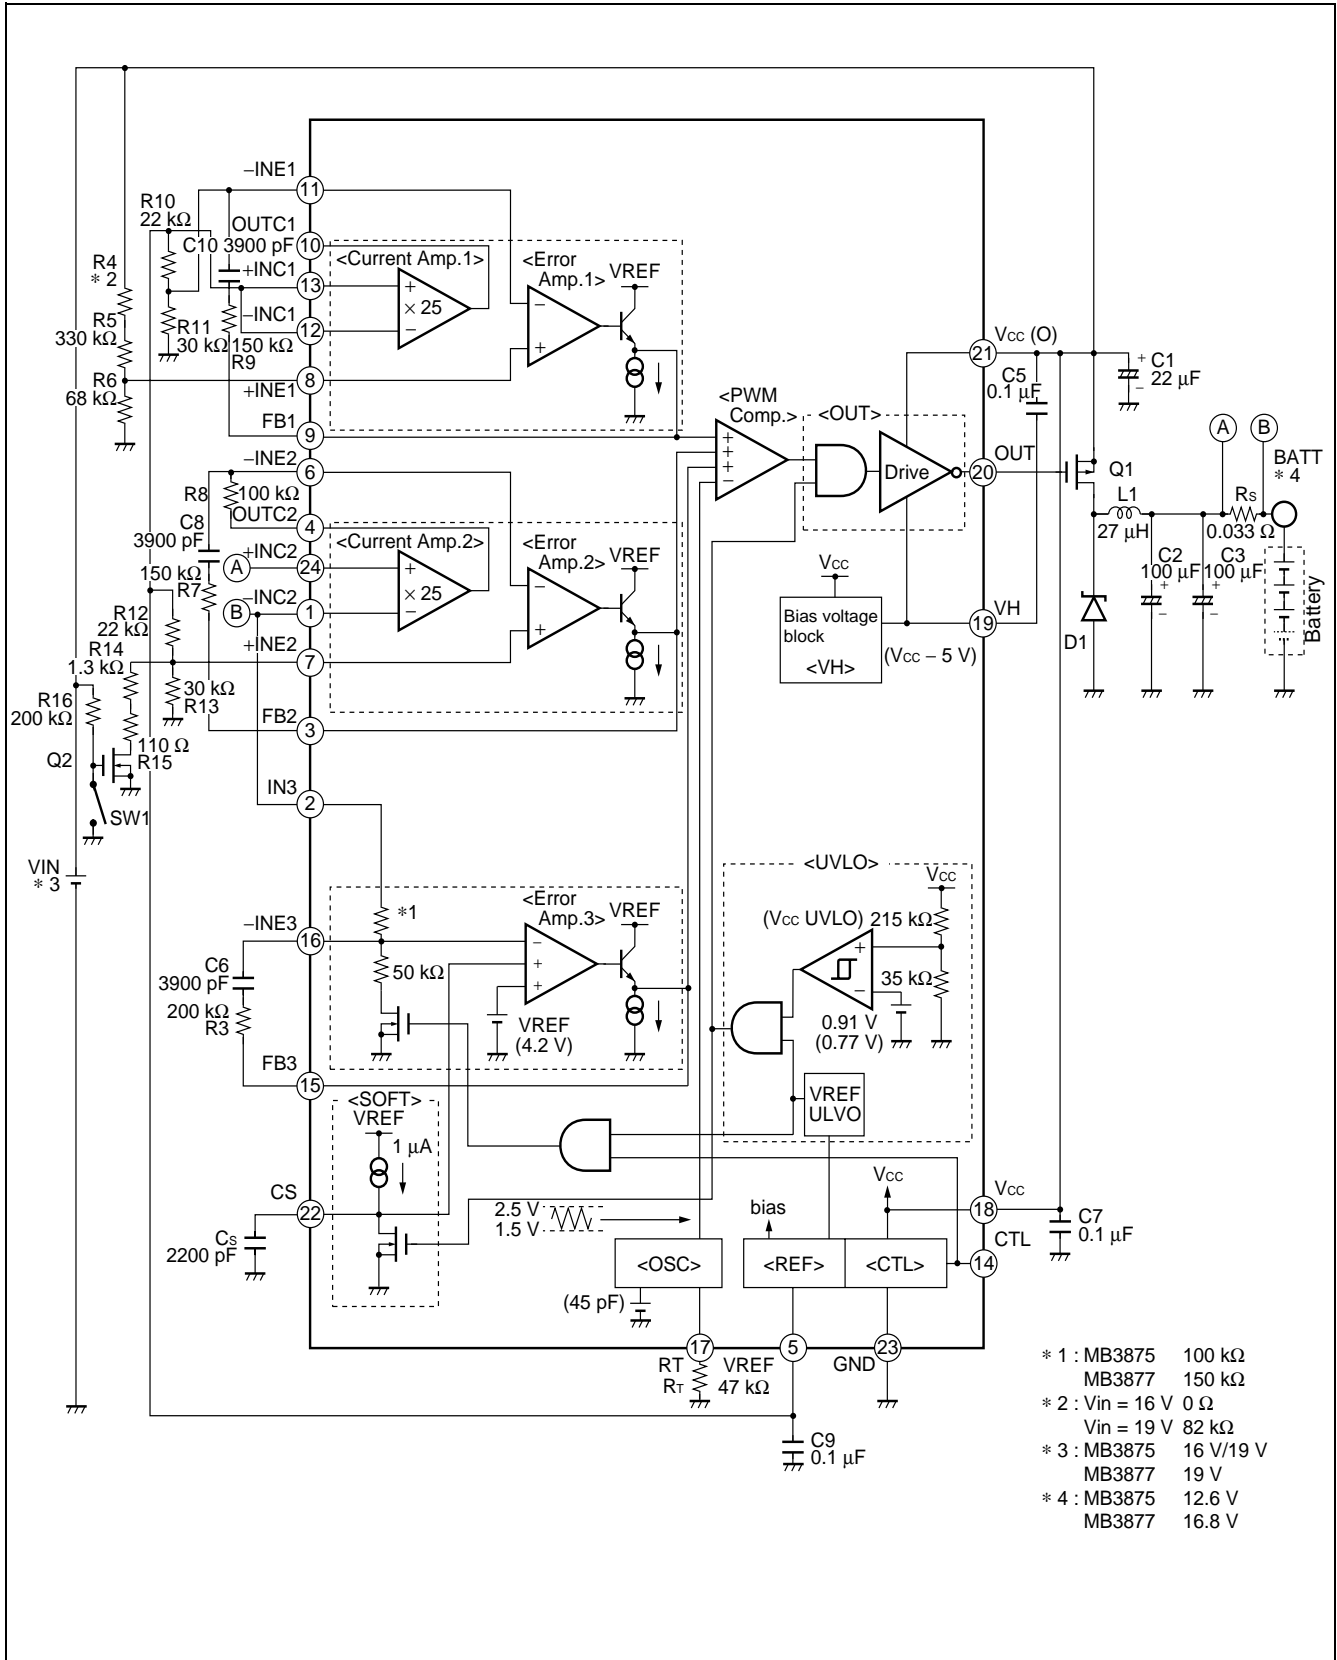 −INE1
11
R10
22 kΩ
OUTC1
C10 3900 pF
10
<Current Amp.1>
<Error
Amp.1>
VREF
R4
∗ 2
+INC1
13
+
× 25
−
−
+
−INC1
12
R11
30 kΩ
150 kΩ
R9
R5
330 kΩ
R6
68 kΩ
8
+INE1
FB1
9
21
VCC (O)
C5
0.1 µF
+
C1
22 µF
−
<PWM
Comp.>
+
+
+
−
<OUT>
Drive
OUT
20
Q1
A
B
BATT
∗ 4
−INE2
6
R8
100 kΩ
OUTC2
4
C8
3900 pF
<Current Amp.2>
<Error
Amp.2>
VREF
L1
27 µH
RS
0.033 Ω
C2
100 µF
+
−
C3
100 µF
+
−
Battery
A
+INC2
24
+
× 25
−
−
+
150 kΩ
R7
B
−INC2
1
VCC
Bias voltage
block
<VH>
19
VH
(VCC − 5 V)
D1
R12
22 kΩ
+INE2
7
R14
1.3 kΩ
30 kΩ
R13
R16
200 kΩ
FB2
3
110 Ω
R15
Q2
SW1
IN3
2
VIN
∗ 3
<UVLO>
VCC
(VCC UVLO)
215 kΩ
+
−
35 kΩ
0.91 V
(0.77 V)
VREF
ULVO
∗1
<Error
Amp.3>
VREF
−INE3
16
50 kΩ
−
+
+
VREF
(4.2 V)
C6
3900 pF
200 kΩ
R3
FB3
15
<SOFT>
VREF
1 µA
CS
22
CS
2200 pF
2.5 V
1.5 V
bias
VCC
VCC
18
C7
0.1 µF
CTL
14
<OSC>
<REF>
<CTL>
(45 pF)
17
5
23
RT
RT
VREF
47 kΩ
GND
C9
0.1 µF
∗ 1 : MB3875 100 kΩ
MB3877 150 kΩ
∗ 2 : Vin = 16 V 0 Ω
Vin = 19 V 82 kΩ
∗ 3 : MB3875 16 V/19 V
MB3877 19 V
∗ 4 : MB3875 12.6 V
MB3877 16.8 V